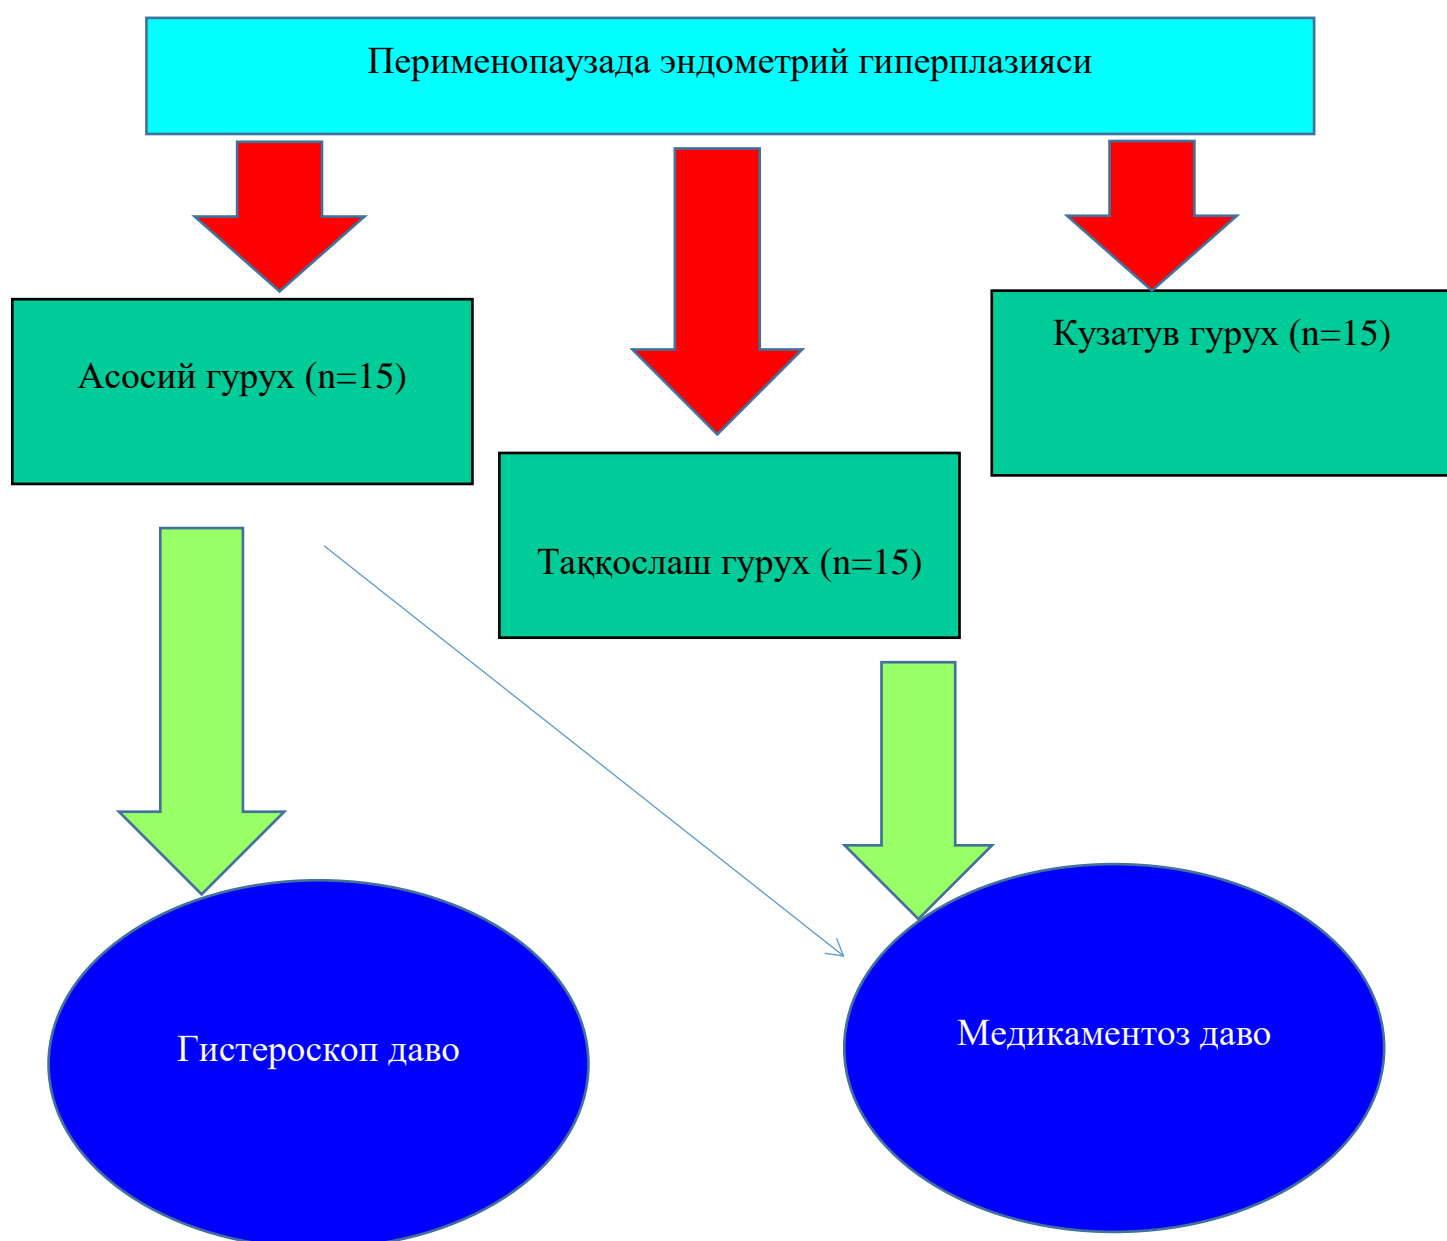 Перименопаузада эндометрий гиперплазияси
Асосий гурух (n=15)
Кузатув гурух (n=15)
Таққослаш гурух (n=15)
Гистероскоп даво
Медикаментоз даво